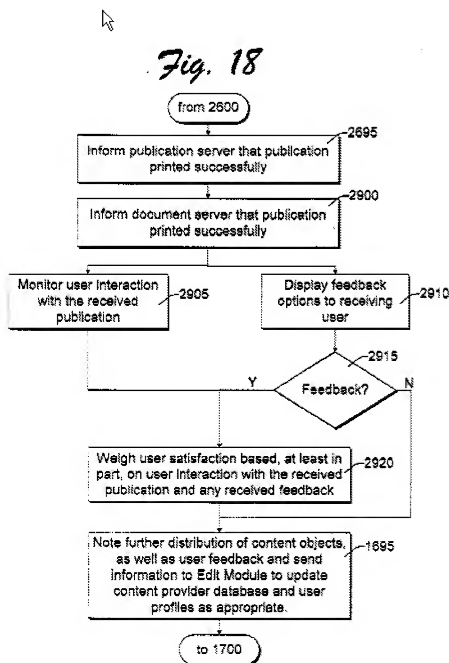 Fig. 18
from 2600
2695
Inform publication server that publication
printed successfully
2900
Inform document server that publication
printed successfully
Monitor user interaction
with the received
publication
2905
Display feedback
options to receiving
user
2910
2915
Feedback?
Y
N
Weigh user satisfaction based, at least in
part, on user interaction with the received
publication and any received feedback
2920
Note further distribution of content objects,
as well as user feedback and send
information to Edit Module to update
content provider database and user
profiles as appropriate.
1695
to 1700